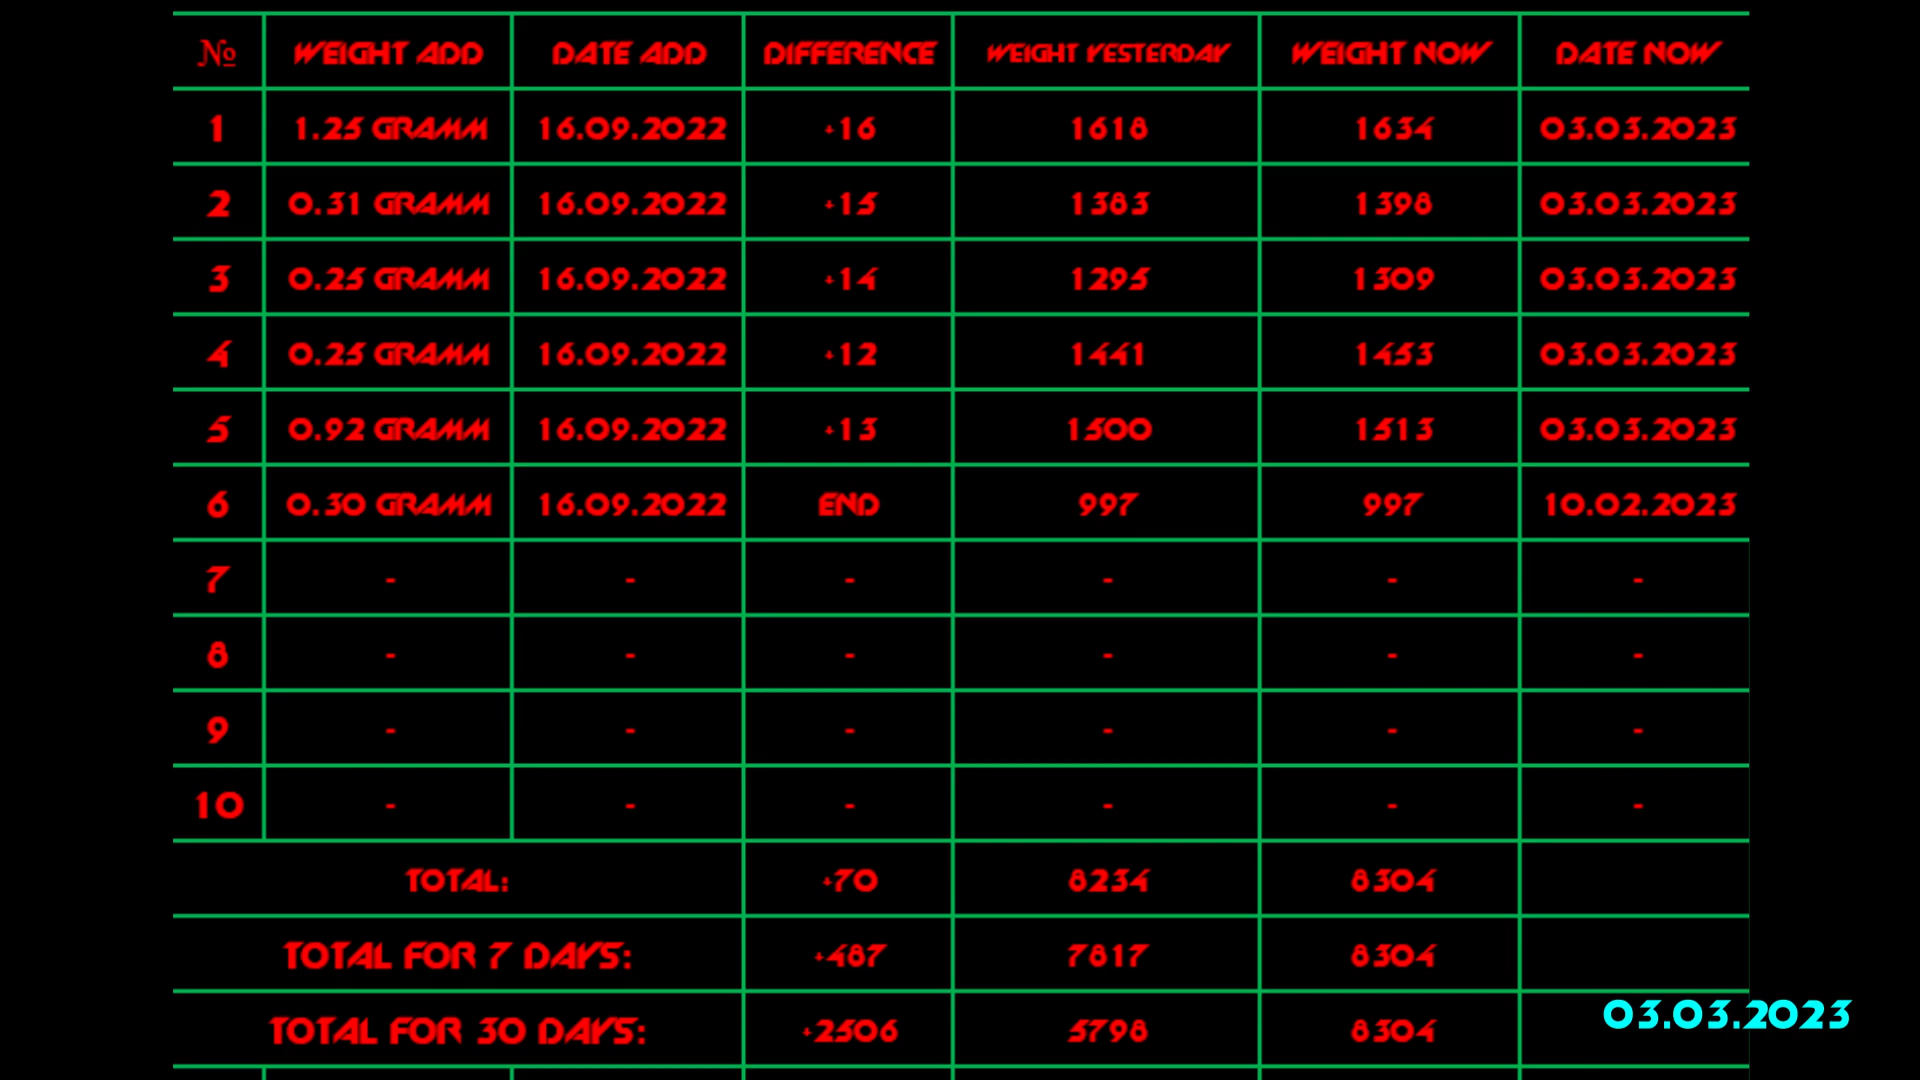 № WEIGHT ADD DATE ADD DIFFERENCE WEIGHT YESTERDAY WEIGHT NOW DATE NOW
1 1.25 GRAMM 16.09.2022 +16 1618 1634 03.03.2023
2 0.31 GRAMM 16.09.2022 +15 1383 1398 03.03.2023
3 0.25 GRAMM 16.09.2022 +14 1295 1309 03.03.2023
4 0.25 GRAMM 16.09.2022 +12 1441 1453 03.03.2023
5 0.92 GRAMM 16.09.2022 +13 1500 1513 03.03.2023
6 0.30 GRAMM 16.09.2022 END 997 997 10.02.2023
7 - - - - - -
8 - - - - - -
9 - - - - - -
10 - - - - - -
TOTAL: +70 8234 8304
TOTAL FOR 7 DAYS: +487 7817 8304
TOTAL FOR 30 DAYS: +2506 5798 8304
03.03.2023